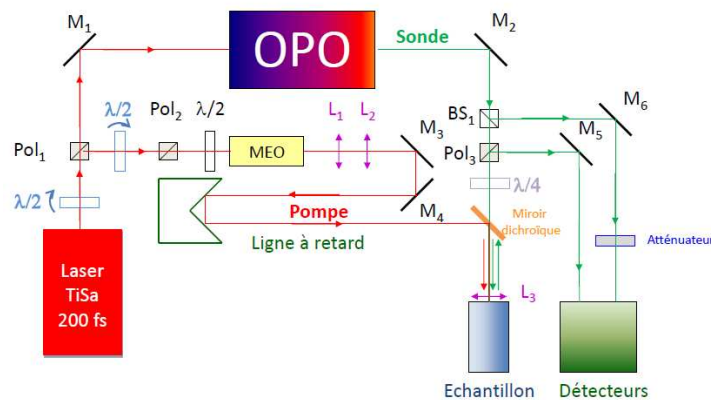 M1
OPO
Sonde
M2
BS1
M6
M5
λ/2
Pol2
λ/2
L1
L2
M3
Pol1
MEO
Pol3
λ/4
λ/2
Pompe
M4
Miroir
dichroïque
Ligne à retard
Atténuateur
Laser
TiSa
200 fs
L3
Echantillon
Détecteurs